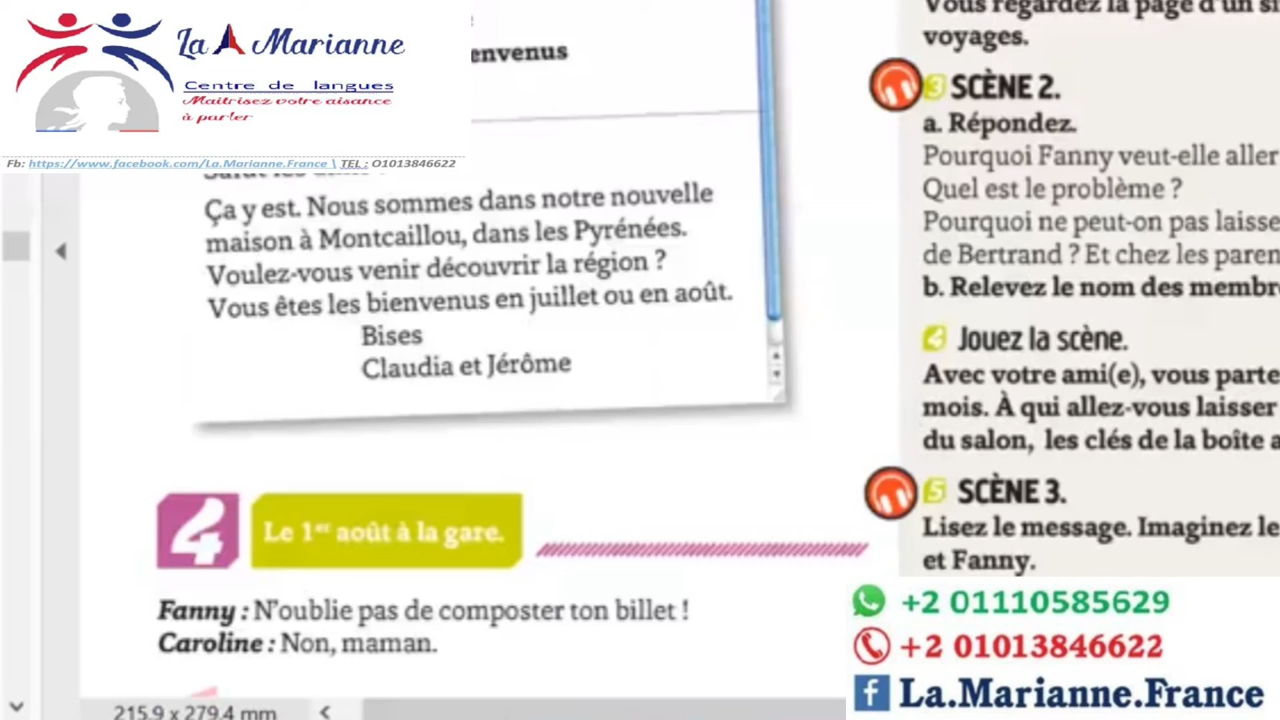 La Marianne
Centre de langues
Maîtrisez votre aisance
à parler
Fb: https://www.facebook.com/La.Marianne.France \ TEL : 01013846622
Ça y est. Nous sommes dans notre nouvelle
maison à Montcaillou, dans les Pyrénées.
Voulez-vous venir découvrir la région ?
Vous êtes les bienvenus en juillet ou en août.
Bises
Claudia et Jérôme
4
Le 1er août à la gare.
Fanny : N'oublie pas de composter ton billet !
Caroline : Non, maman.
215.9 x 279.4 mm
voyages.
3 SCÈNE 2.
a. Répondez.
Pourquoi Fanny veut-elle aller
Quel est le problème ?
Pourquoi ne peut-on pas laisse
de Bertrand ? Et chez les paren
b. Relevez le nom des membr
4 Jouez la scène.
Avec votre ami(e), vous parte
mois. À qui allez-vous laisser
du salon, les clés de la boîte a
5 SCÈNE 3.
Lisez le message. Imaginez le
et Fanny.
+2 01110585629
+2 01013846622
La.Marianne.France